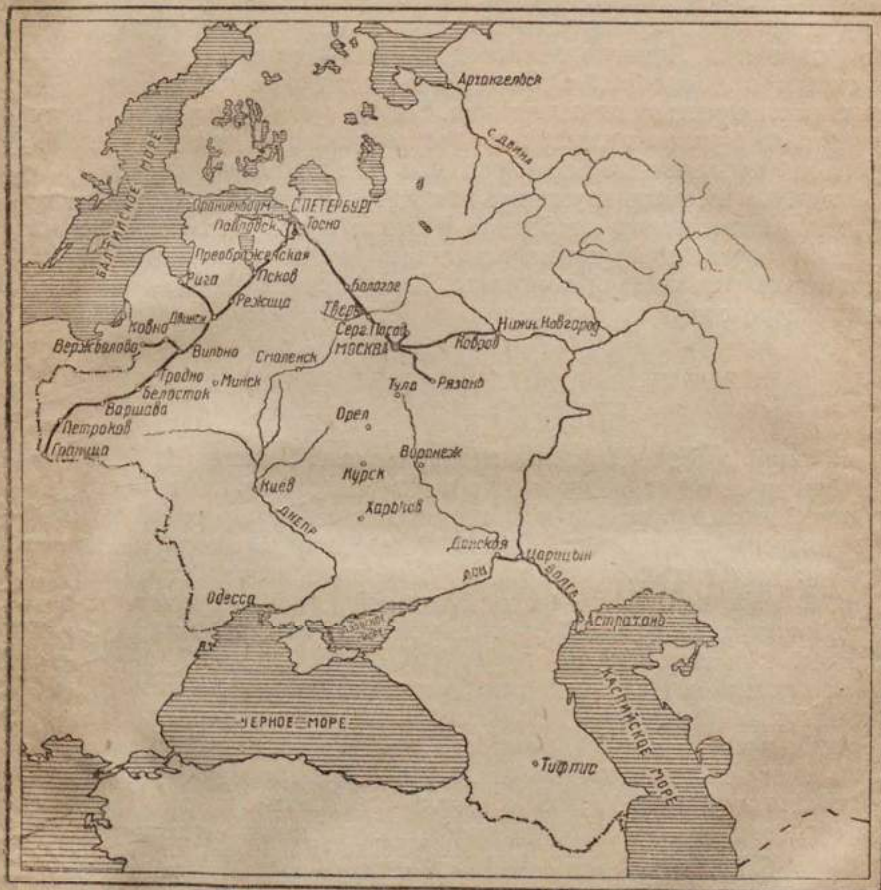 Архангельск
С. ДВИНА
БАЛТИЙСКОЕ МОРЕ
Ораниенбаум
С. ПЕТЕРБУРГ
Павловск
Тосно
Преображенская
Псков
Рига
Бологое
Режица
Тверь
Двинск
Ковно
Серг. Посад
Нижн. Новгород
Вержболово
МОСКВА
Ковров
Вильно
Смоленск
Гродно
Минск
Рязань
Тула
Белосток
Варшава
Орел
Петроков
Граница
Воронеж
Курск
Киев
Харьков
ДНЕПР
Донская
Царицын
ДОН
ВОЛГА
Одесса
АЗОВСКОЕ
МОРЕ
Астрахань
КАСПИЙСКОЕ МОРЕ
ЧЕРНОЕ МОРЕ
Тифлис